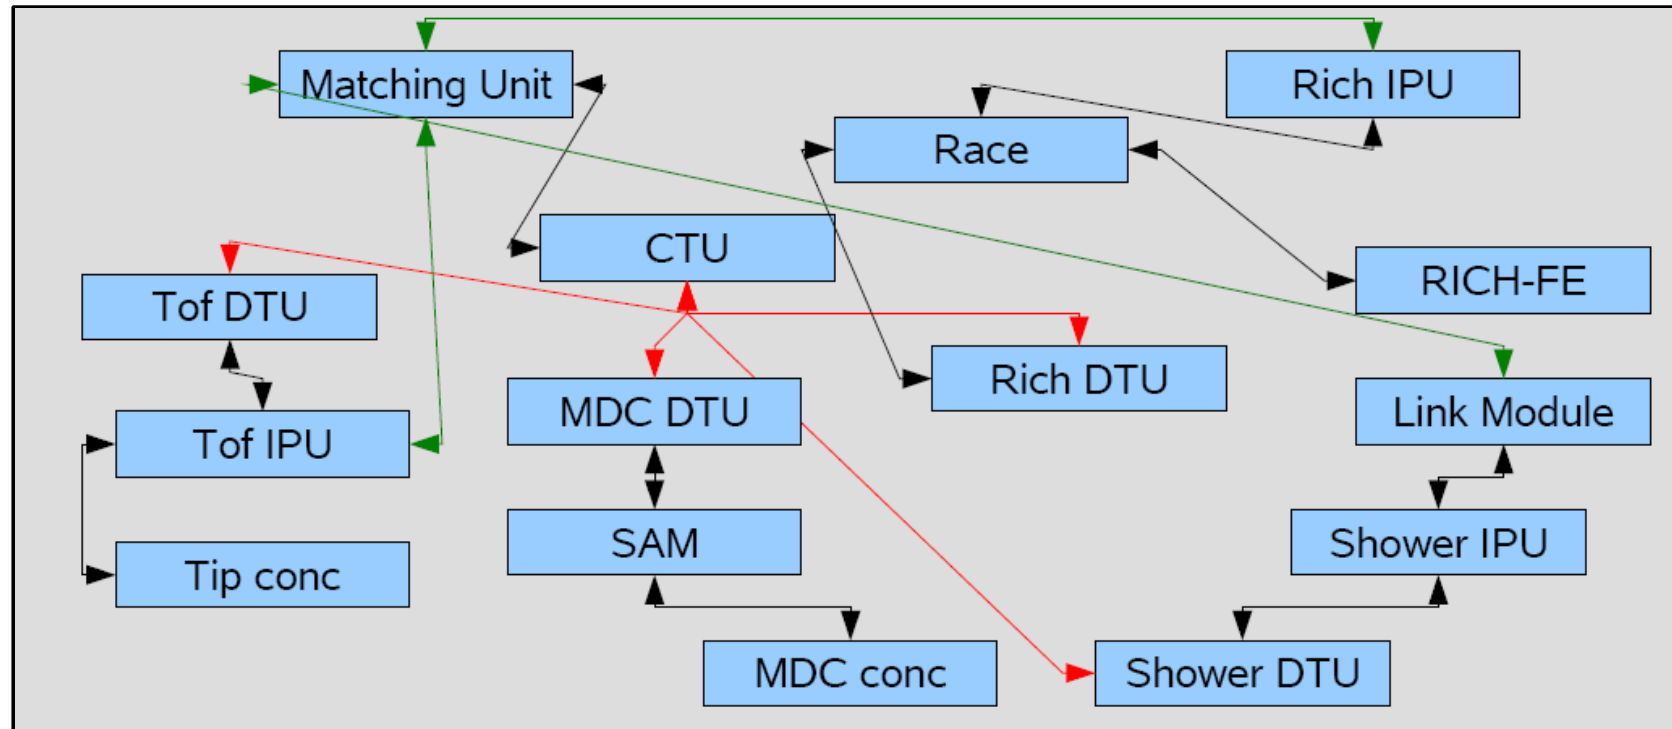 Matching Unit
Rich IPU
Race
CTU
RICH-FE
Tof DTU
Rich DTU
MDC DTU
Link Module
Tof IPU
SAM
Shower IPU
Tip conc
MDC conc
Shower DTU